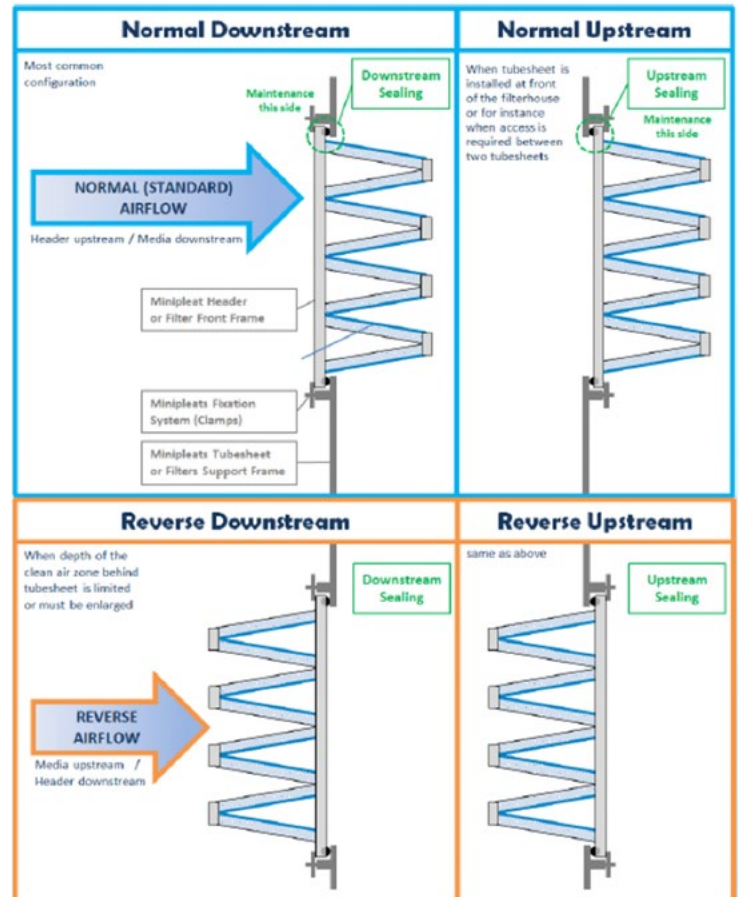 Normal Downstream
Normal Upstream
Most common
configuration
Maintenance
this side
Downstream
Sealing
When tubesheet is
installed at front
of the filterhouse
or for instance
when access is
required between
two tubesheets
Upstream
Sealing
Maintenance
this side
NORMAL (STANDARD)
AIRFLOW
Header upstream / Media downstream
Minipleat Header
or Filter Front Frame
Minipleats Fixation
System (Clamps)
Minipleats Tubesheet
or Filters Support Frame
Reverse Downstream
Reverse Upstream
When depth of the
clean air zone behind
tubesheet is limited
or must be enlarged
Downstream
Sealing
same as above
Upstream
Sealing
REVERSE
AIRFLOW
Media upstream /
Header downstream